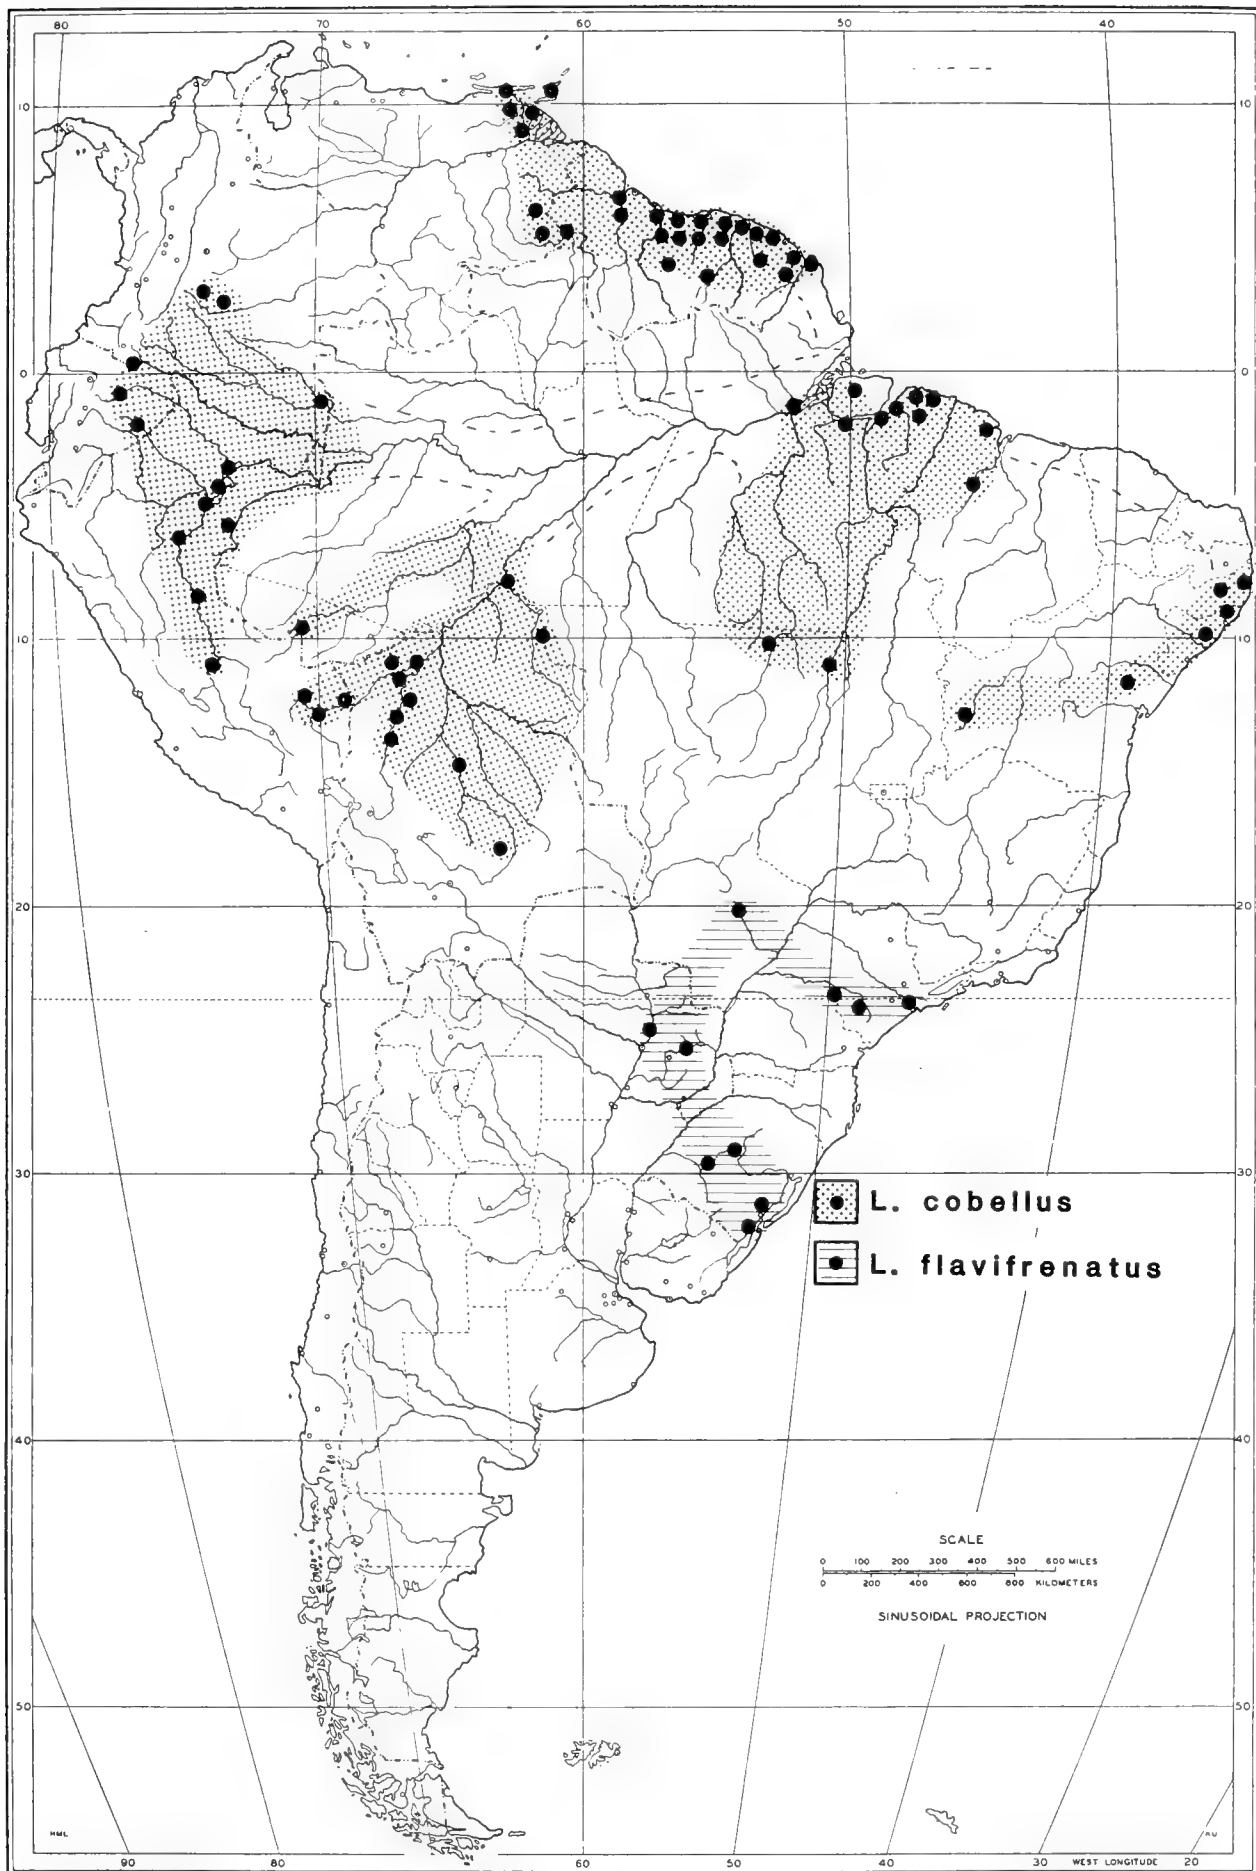 80 70 60 50 40
10 10
0 0
10 10
20 20
L. cobellus
30 30
L. flavifrenatus
40 40
SCALE
0 100 200 300 400 500 600 MILES
0 200 400 600 800 KILOMETERS
SINUSOIDAL PROJECTION
50 50
HML
90 80 70 60 50 40 30 WEST LONGITUDE 20